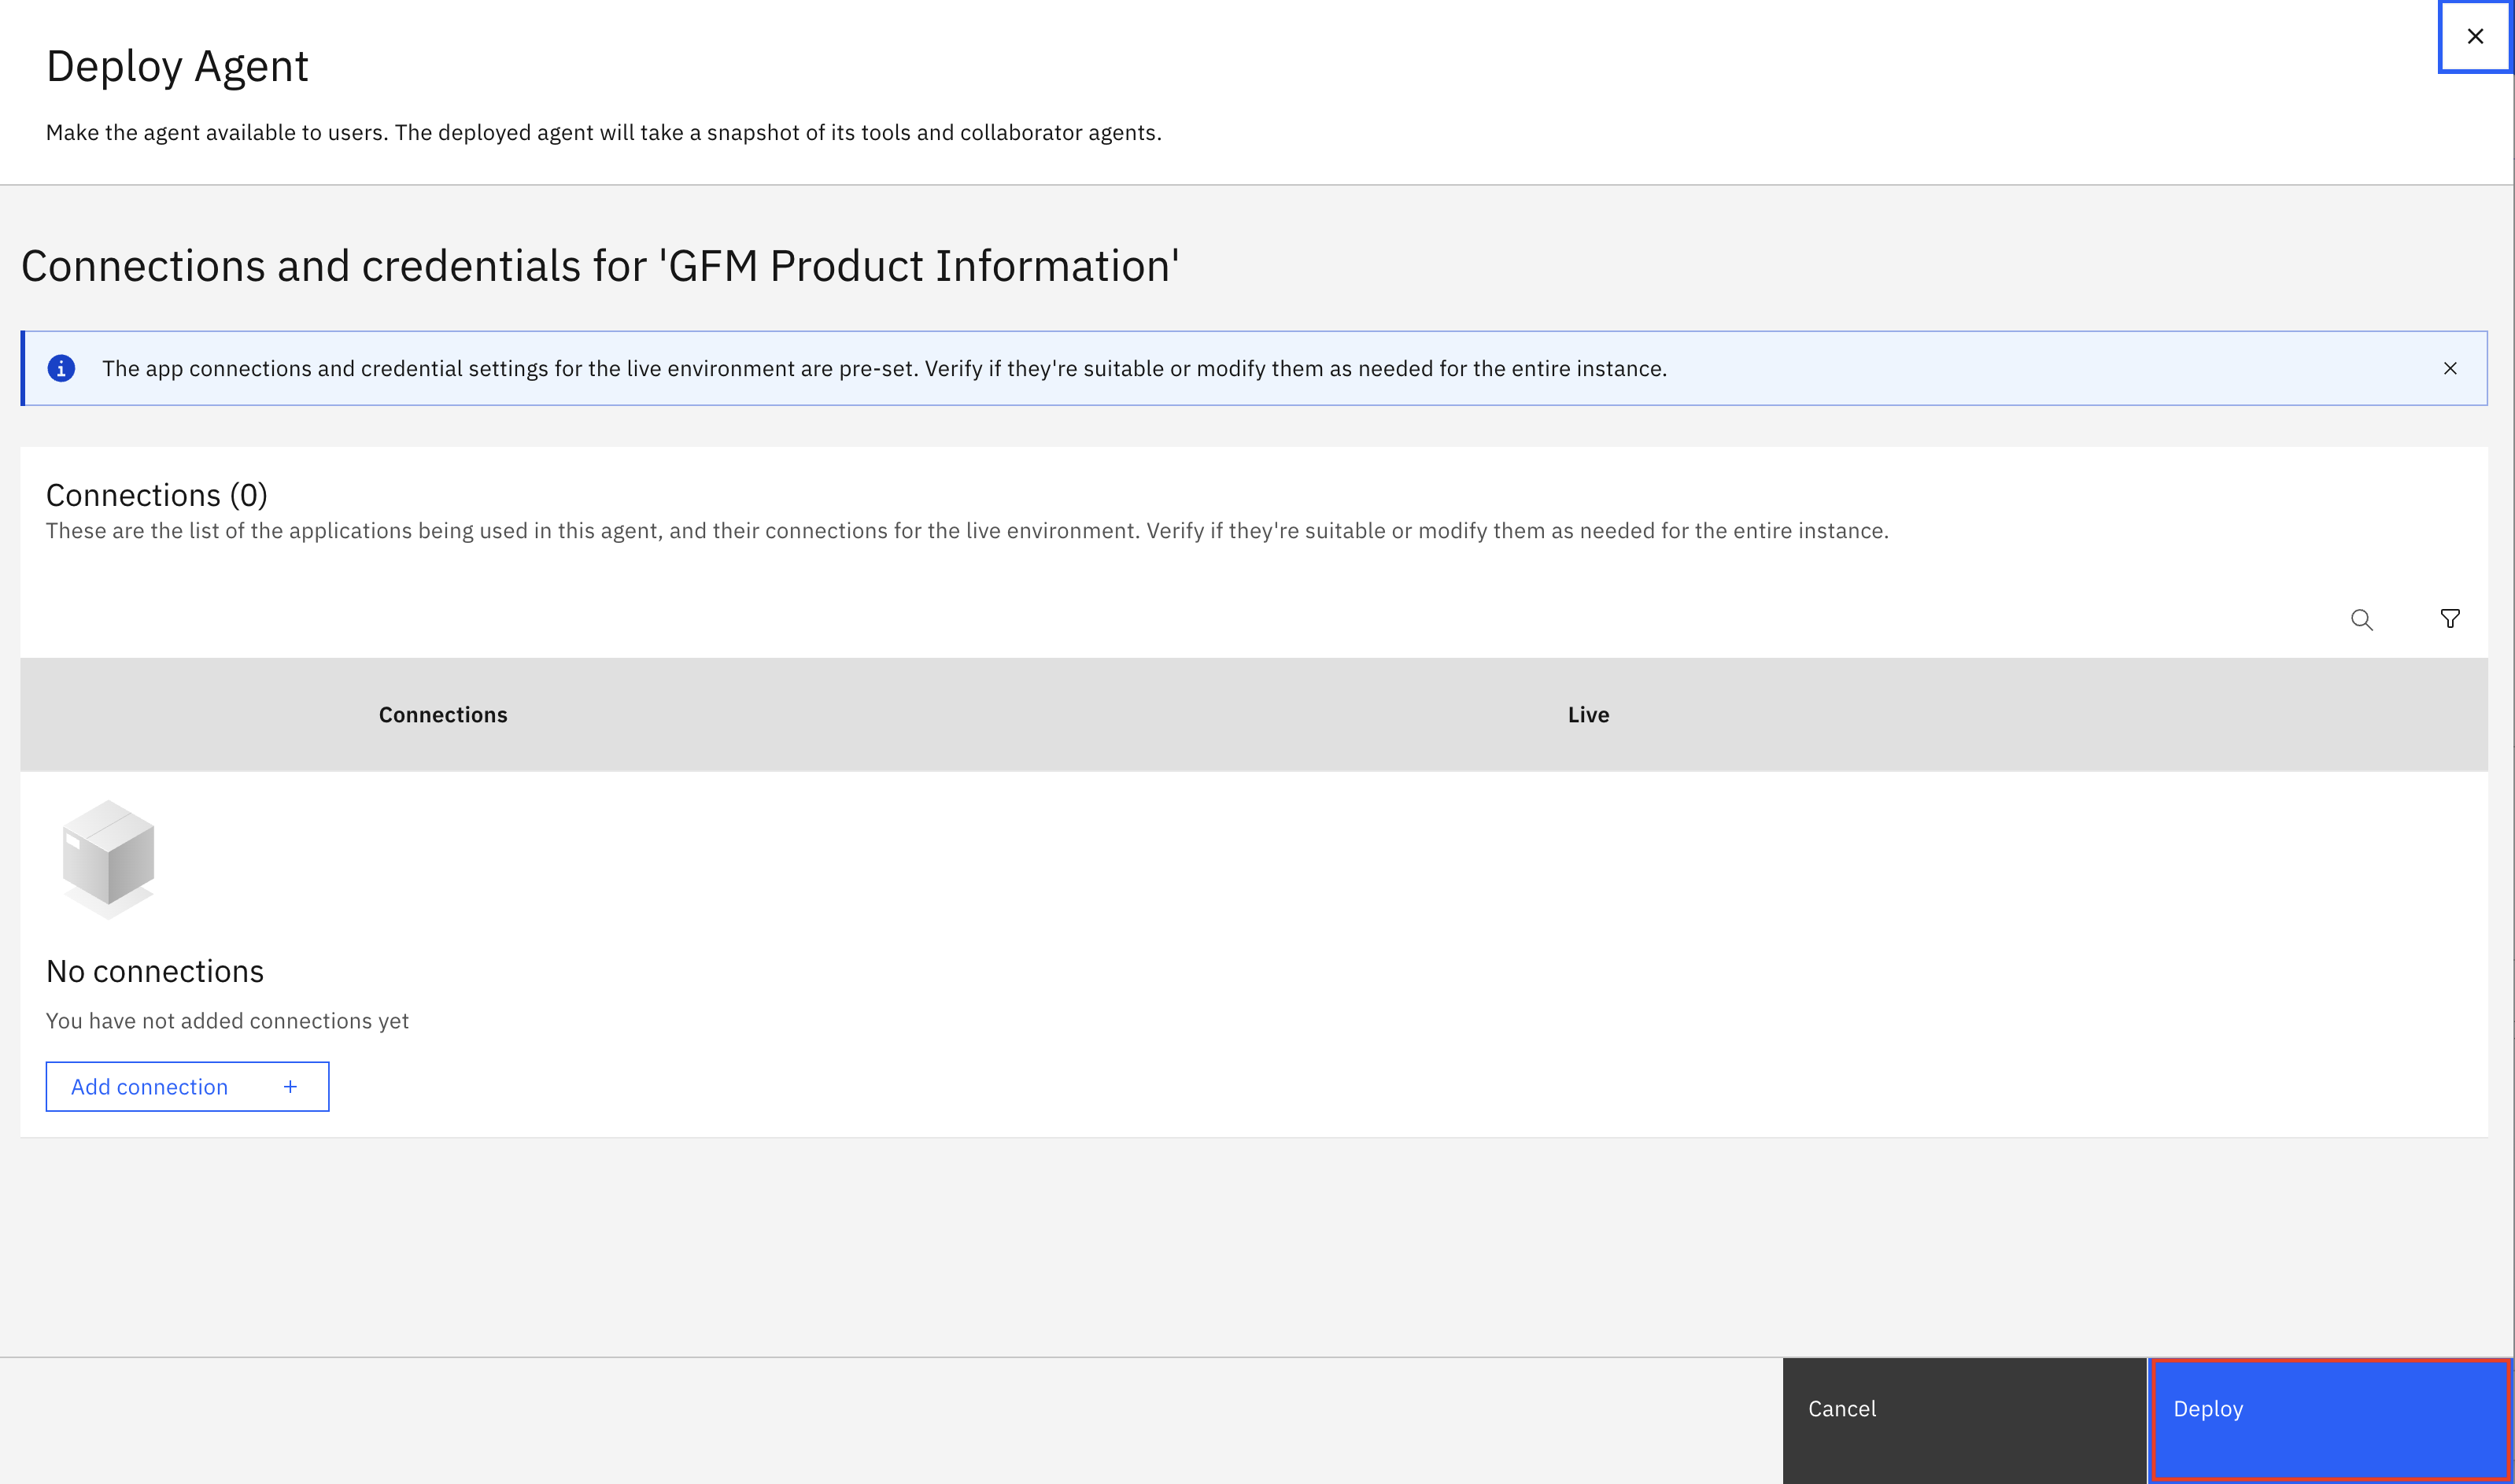 Deploy Agent
Make the agent available to users. The deployed agent will take a snapshot of its tools and collaborator agents.
Connections and credentials for 'GFM Product Information'
The app connections and credential settings for the live environment are pre-set. Verify if they're suitable or modify them as needed for the entire instance.
Connections (0)
These are the list of the applications being used in this agent, and their connections for the live environment. Verify if they're suitable or modify them as needed for the entire instance.
Connections Live
No connections
You have not added connections yet
Add connection +
Cancel Deploy